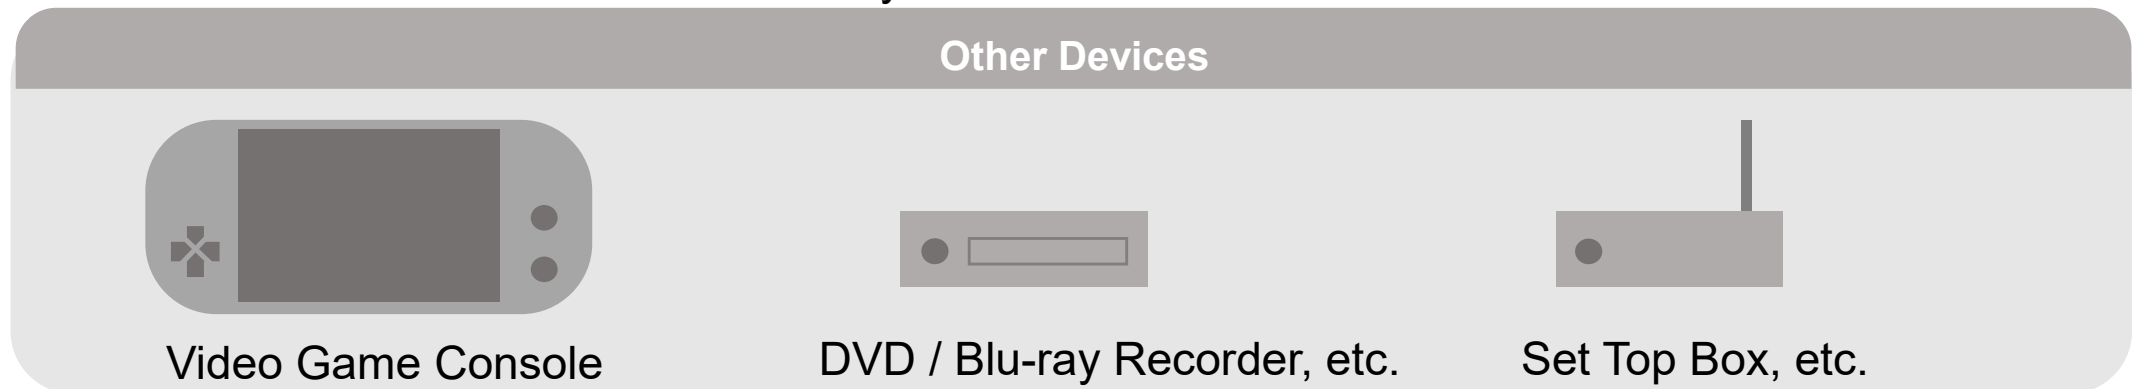 Other Devices
Video Game Console
DVD / Blu-ray Recorder, etc.
Set Top Box, etc.